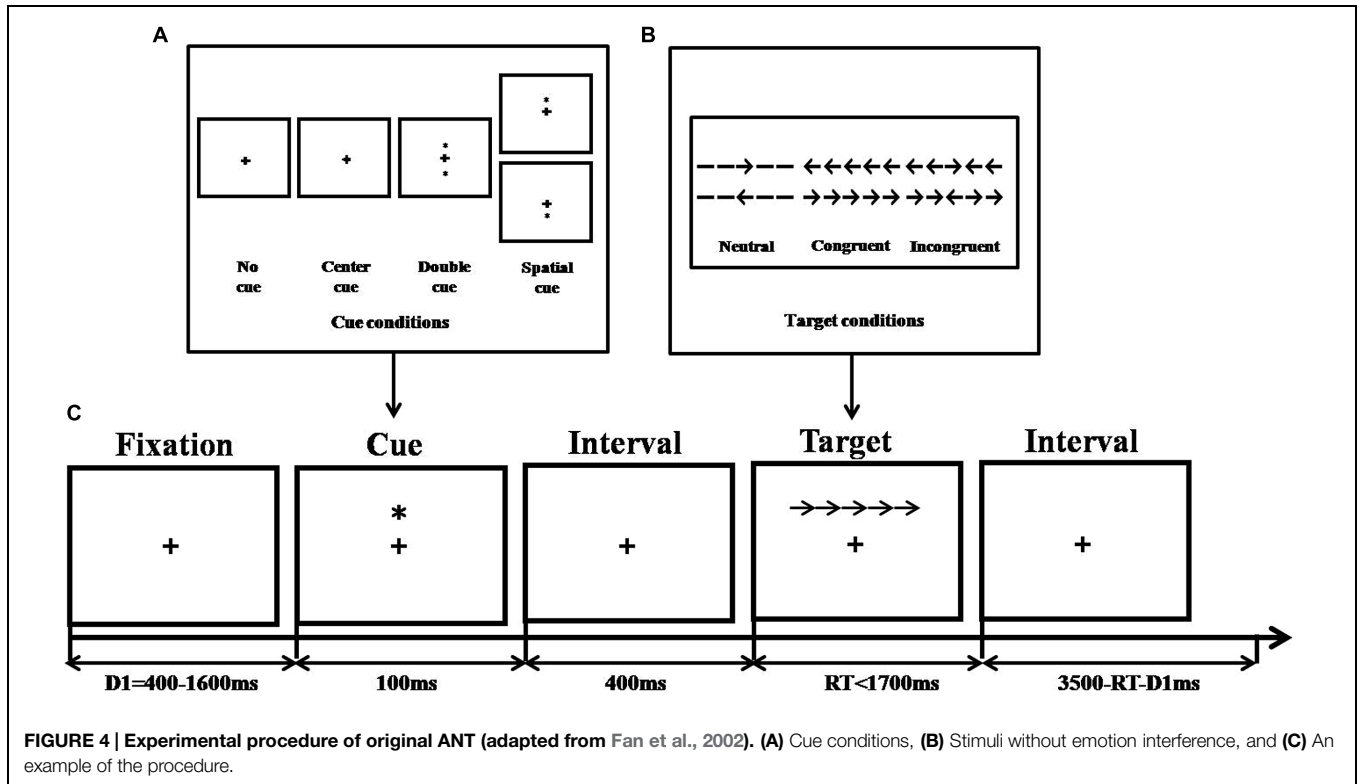 A
B
+
+
*
+
*
*
+
+
*
No
cue
Center
cue
Double
cue
Spatial
cue
Cue conditions
– – → – – ← ← ← ← ← ← ← → ← ←
– – ← – – → → → → → → → ← → →
Neutral Congruent Incongruent
Target conditions
C
Fixation Cue Interval Target Interval
*
→→→→→
+ + + + +
D1=400-1600ms 100ms 400ms RT<1700ms 3500-RT-D1ms
FIGURE 4 | Experimental procedure of original ANT (adapted from Fan et al., 2002). (A) Cue conditions, (B) Stimuli without emotion interference, and (C) An
example of the procedure.